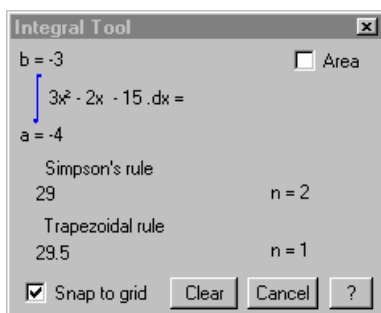 Integral Tool
b = -3
Area
3x² - 2x - 15 .dx =
a = -4
Simpson's rule
29 n = 2
Trapezoidal rule
29.5 n = 1
Snap to grid Clear Cancel ?